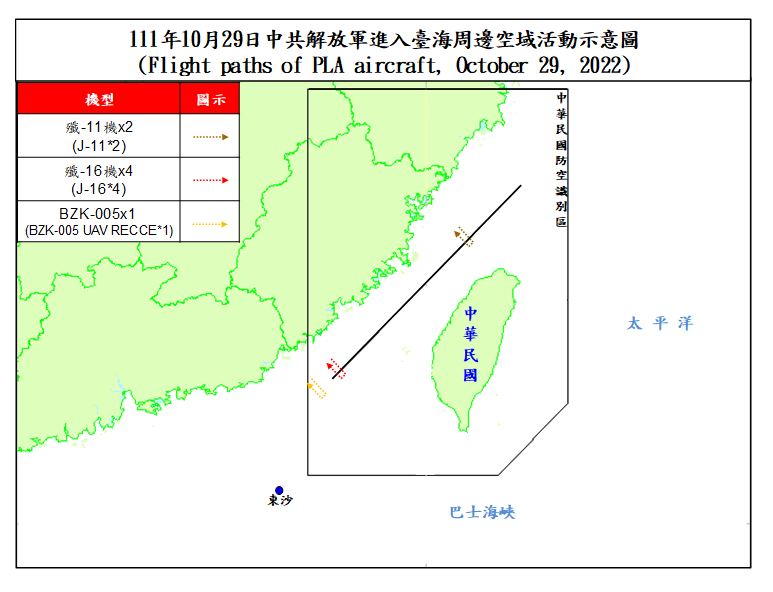 111年10月29日中共解放軍進入臺海周邊空域活動示意圖
(Flight paths of PLA aircraft, October 29, 2022)
機型
圖示
殲-11機x2
(J-11*2)
殲-16機x4
(J-16*4)
BZK-005x1
(BZK-005 UAV RECCE*1)
中華民國防空識別區
中華民國
太平洋
東沙
巴士海峽